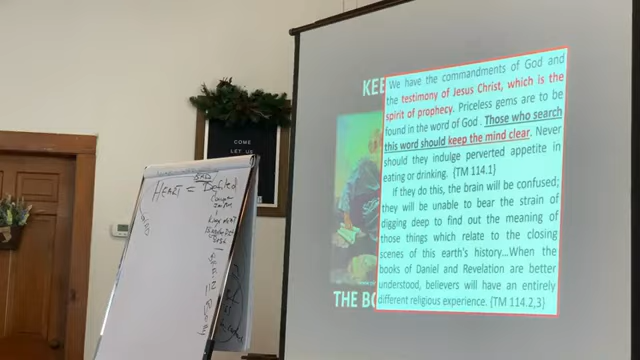 KEE
We have the commandments of God and
the testimony of Jesus Christ, which is the
spirit of prophecy. Priceless gems are to be
found in the word of God. Those who search
this word should keep the mind clear. Never
should they indulge perverted appetite in
eating or drinking. {TM 114.1}
If they do this, the brain will be confused;
they will be unable to bear the strain of
digging deep to find out the meaning of
those things which relate to the closing
scenes of this earth's history...When the
books of Daniel and Revelation are better
understood, believers will have an entirely
different religious experience. {TM 114.2,3}
THE BO
COME
LET US
HEART = Defiled